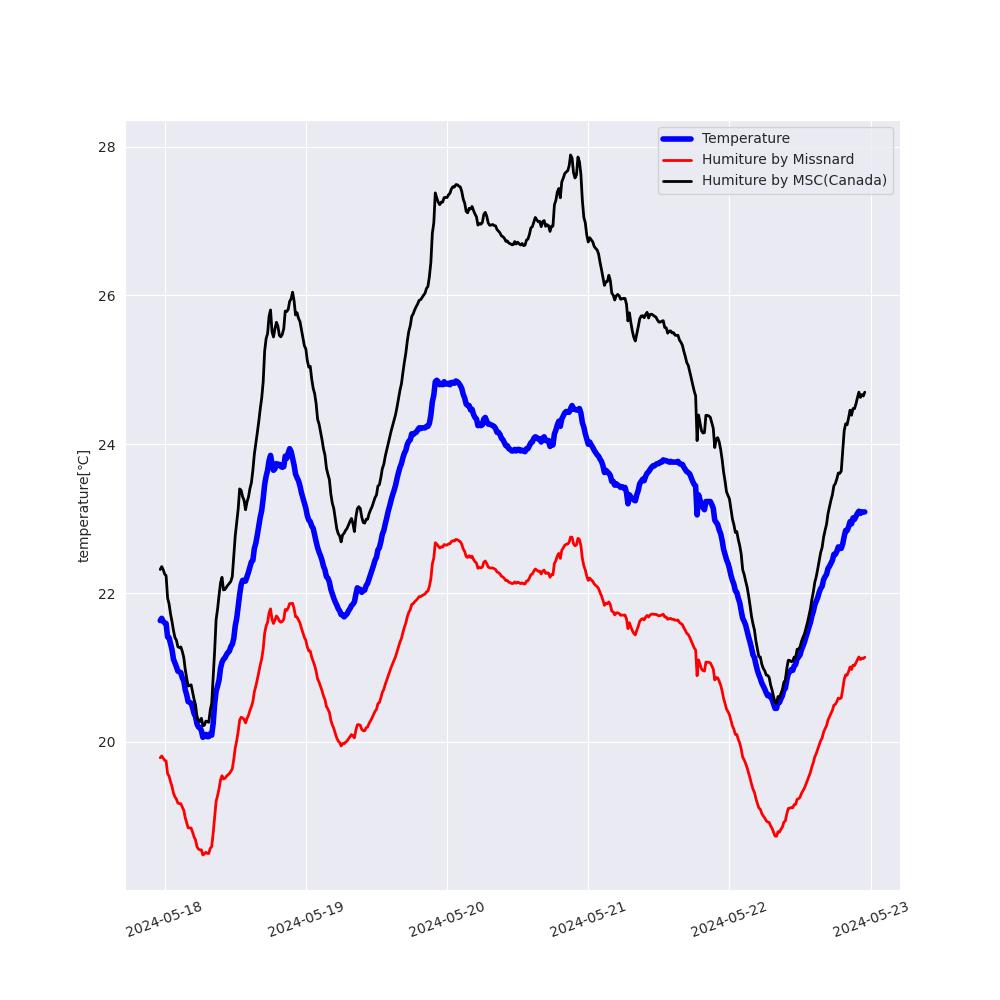 28
26
24
22
20
temperature[℃]
Temperature
Humiture by Missnard
Humiture by MSC(Canada)
2024-05-18
2024-05-19
2024-05-20
2024-05-21
2024-05-22
2024-05-23